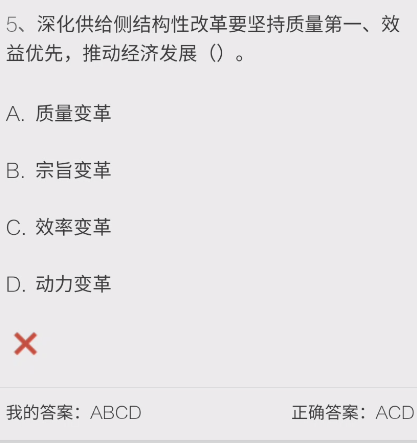 5、深化供给侧结构性改革要坚持质量第一、效
益优先，推动经济发展（）。
A. 质量变革
B. 宗旨变革
C. 效率变革
D. 动力变革
我的答案：ABCD 正确答案：ACD